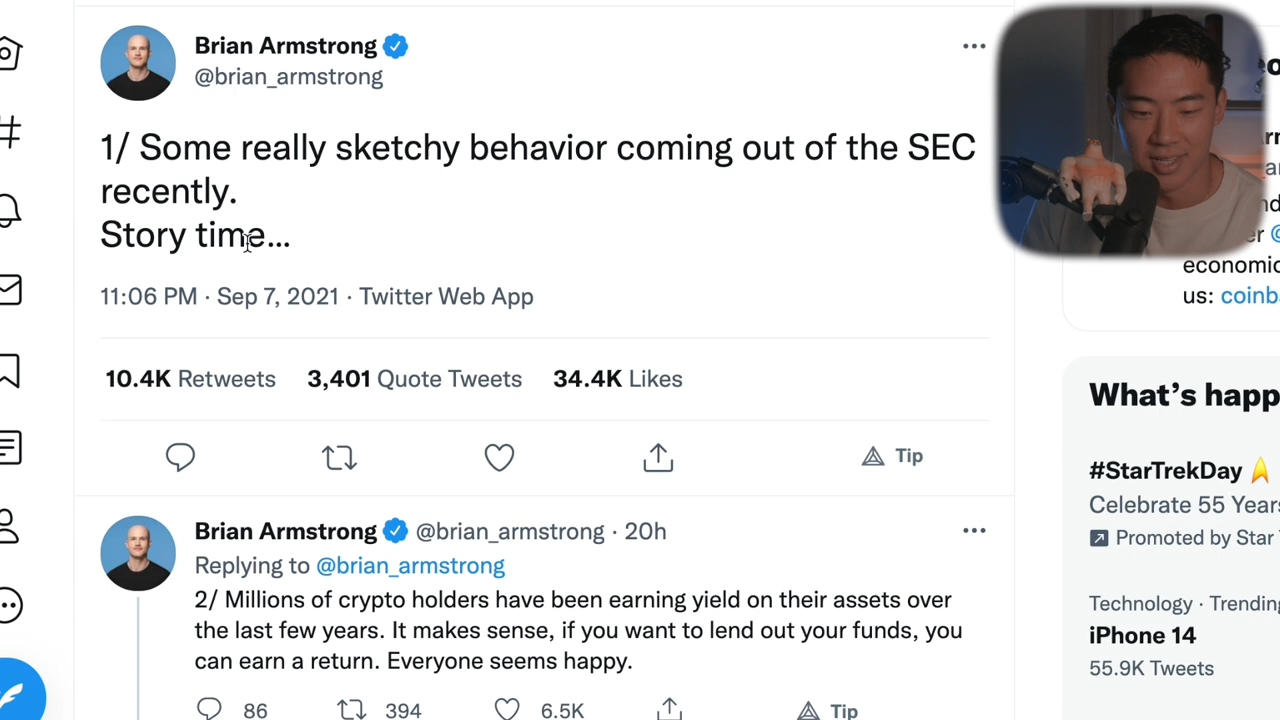 Brian Armstrong
@brian_armstrong
1/ Some really sketchy behavior coming out of the SEC
recently.
Story time...
11:06 PM · Sep 7, 2021 · Twitter Web App
10.4K Retweets 3,401 Quote Tweets 34.4K Likes
Tip
Brian Armstrong @brian_armstrong · 20h
Replying to @brian_armstrong
2/ Millions of crypto holders have been earning yield on their assets over
the last few years. It makes sense, if you want to lend out your funds, you
can earn a return. Everyone seems happy.
86 394 6.5K Tip
economic
us: coinb
What's happ
#StarTrekDay
Celebrate 55 Years
Promoted by Star
Technology · Trending
iPhone 14
55.9K Tweets